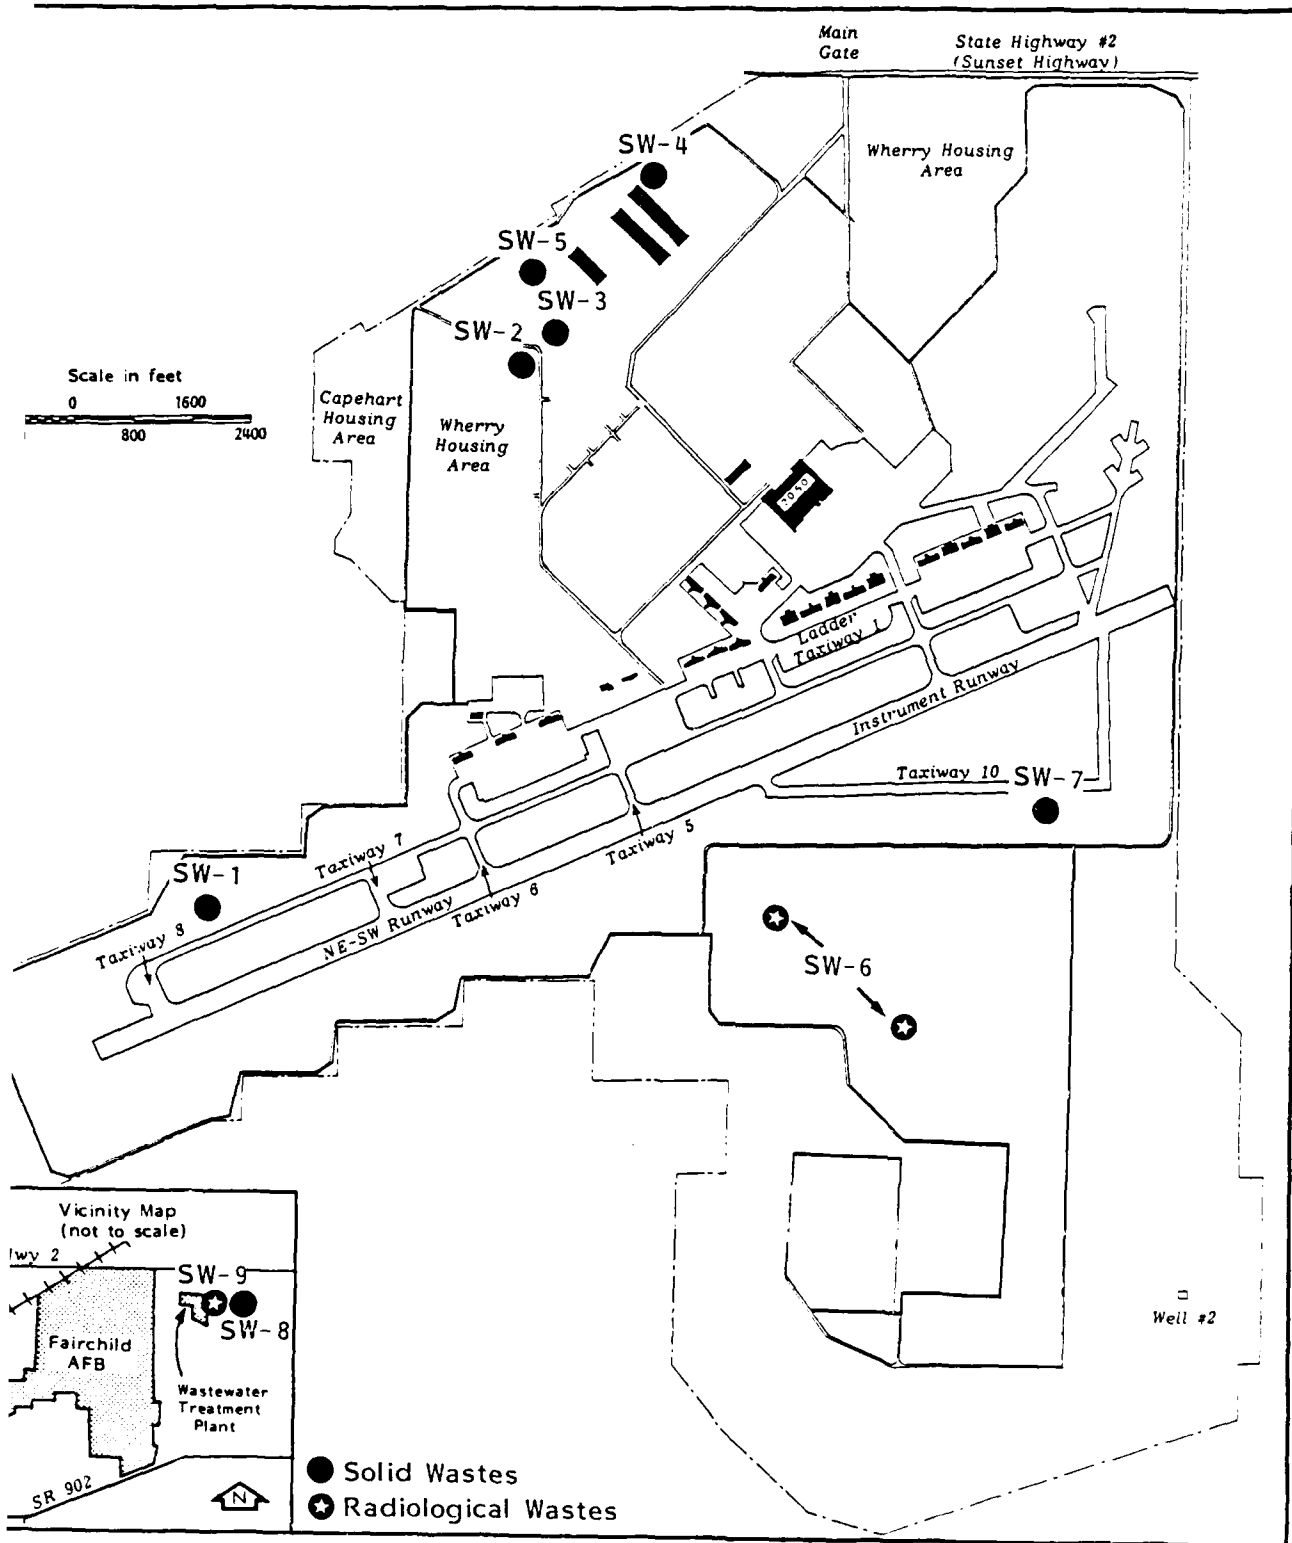 Main
Gate
State Highway #2
(Sunset Highway)
SW-4
Wherry Housing
Area
SW-5
SW-3
SW-2
Scale in feet
0 1600
800 2400
Capehart
Housing
Area
Wherry
Housing
Area
2050
Ladder
Taxiway 1
Instrument Runway
Taxiway 10
SW-7
Taxiway 5
Taxiway 7
SW-1
Taxiway 6
NE-SW Runway
Taxiway 8
SW-6
Vicinity Map
(not to scale)
lwy 2
SW-9
SW-8
Fairchild
AFB
Wastewater
Treatment
Plant
SR 902
N
Well #2
Solid Wastes
Radiological Wastes